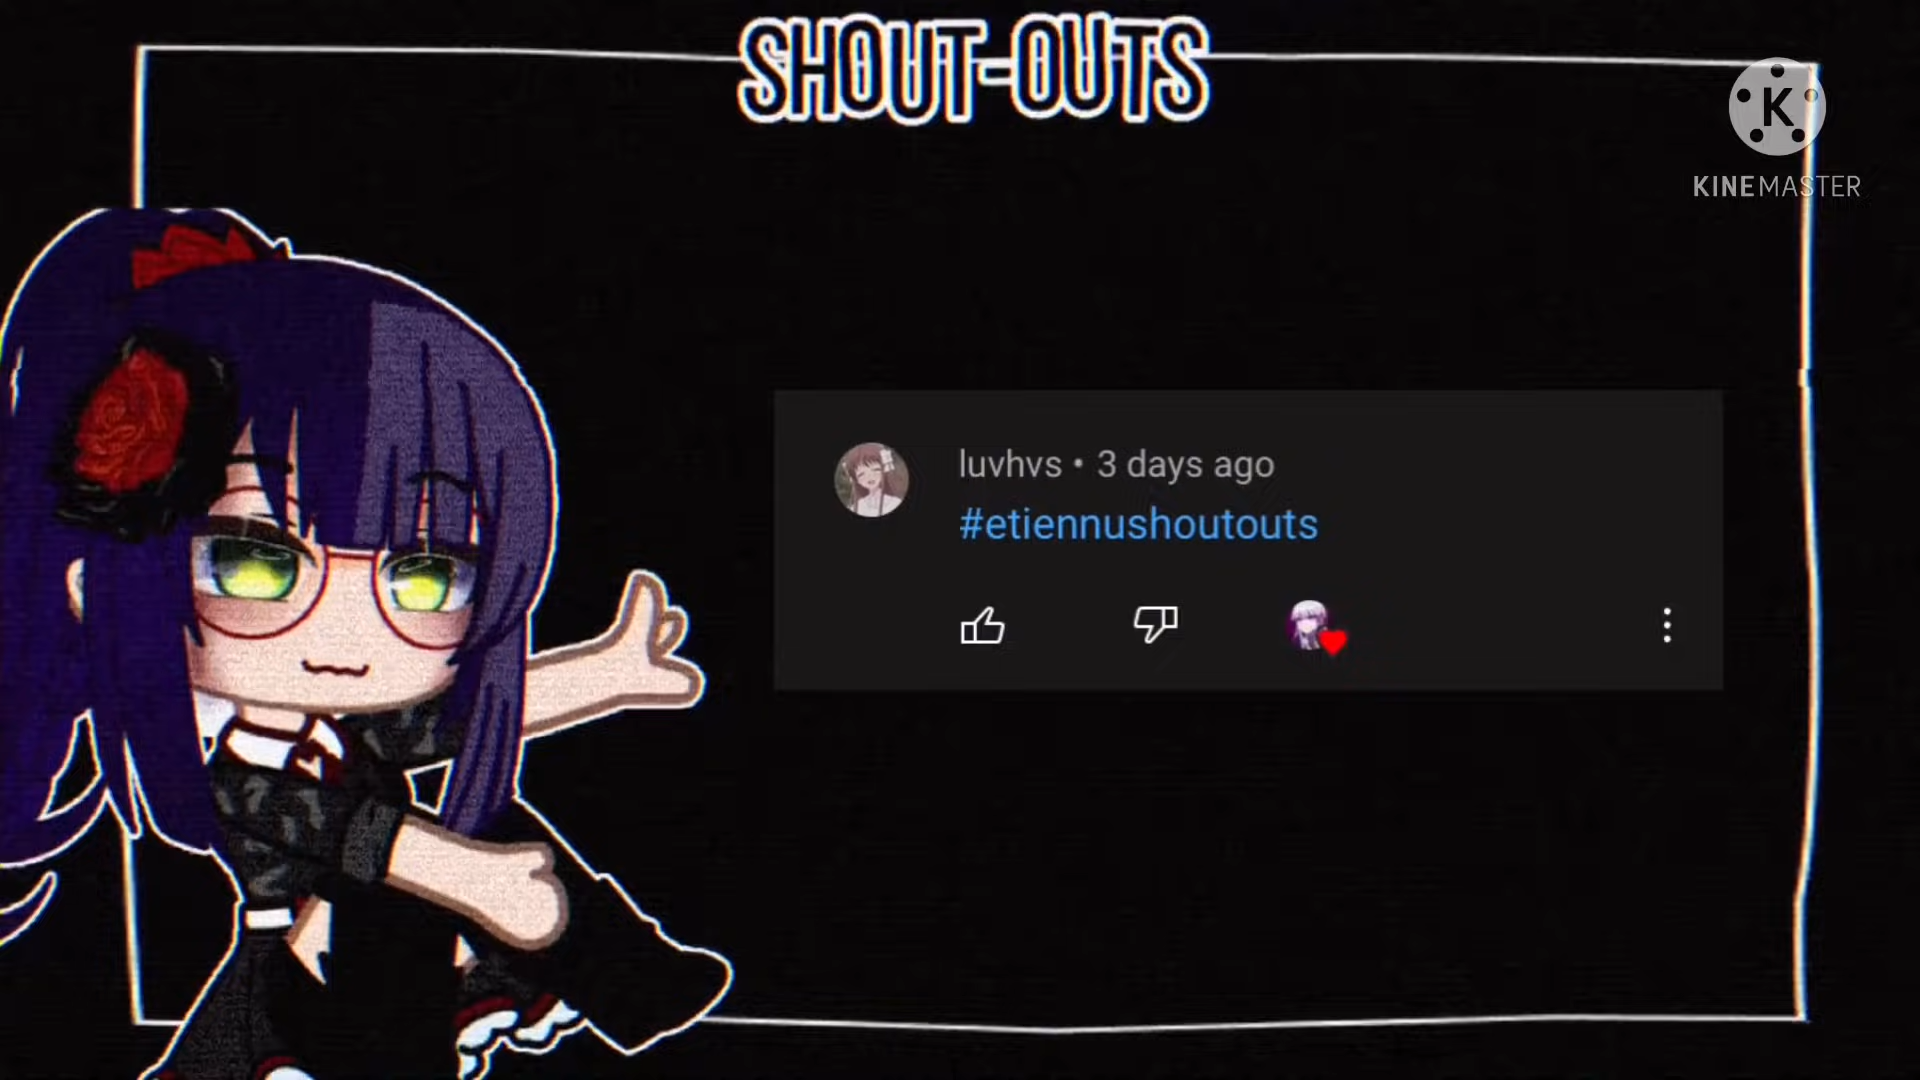 SHOUT-OUTS
K
KINEMASTER
luvhvs • 3 days ago
#etiennushoutouts